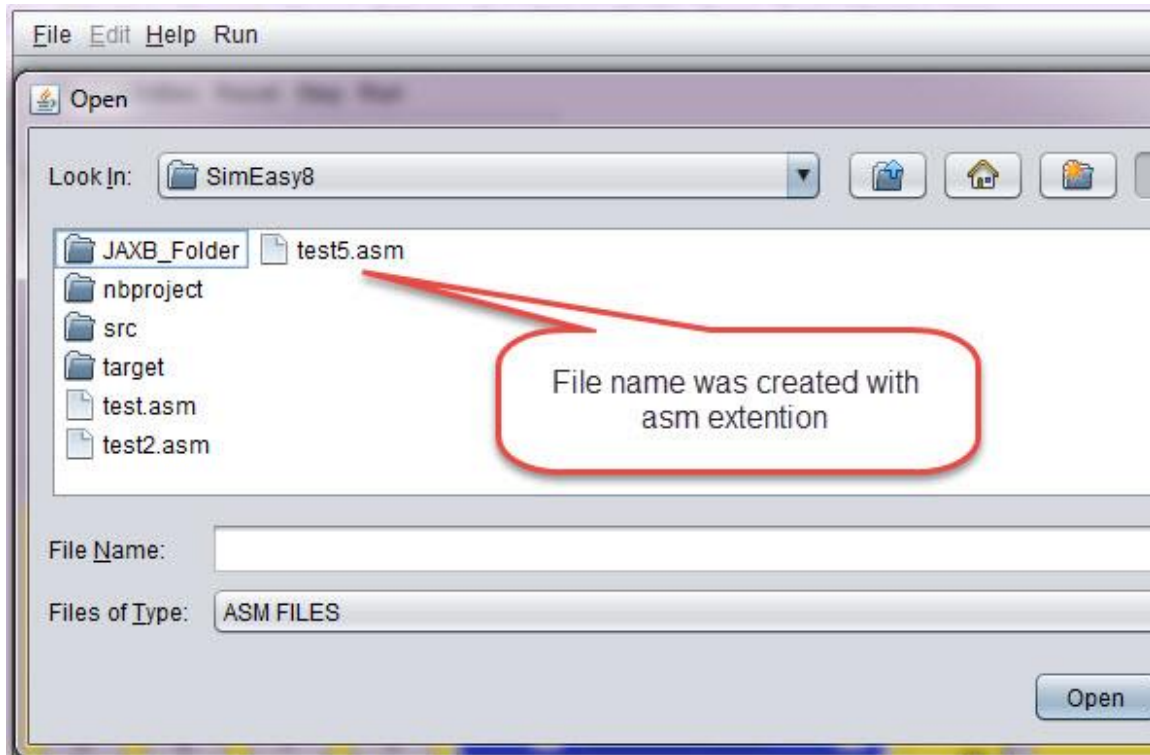 File Edit Help Run
Open
Look In: SimEasy8
JAXB_Folder test5.asm
nbproject
src
target
test.asm
test2.asm
File name was created with
asm extention
File Name:
Files of Type: ASM FILES
Open